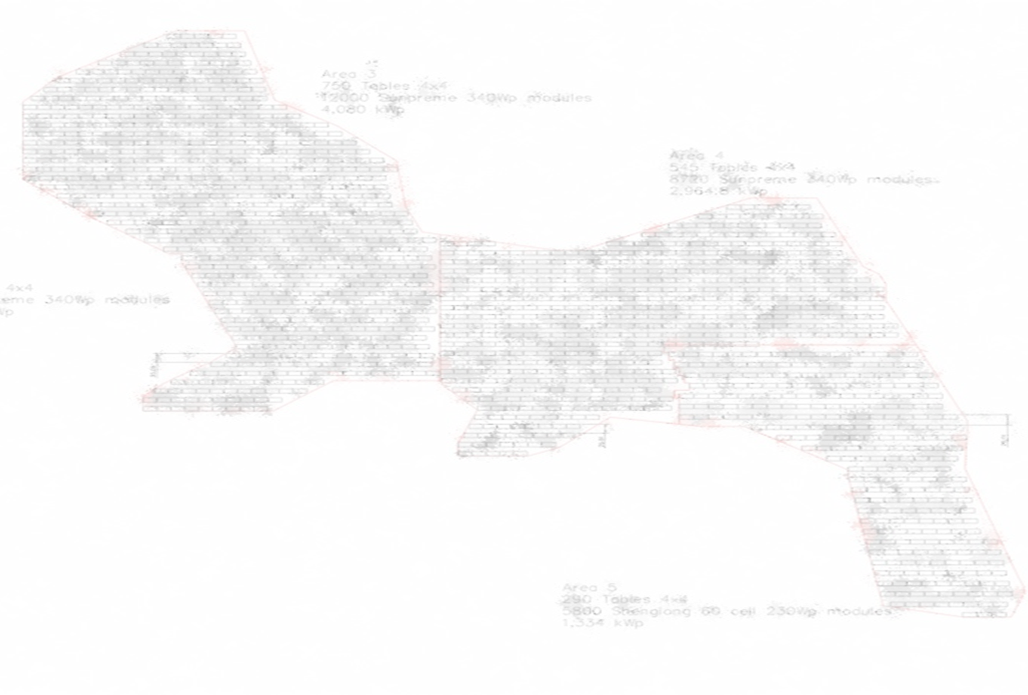 Area 3
750 Tables 4x4
12000 Sunpreme 340Wp modules
4,080 kWp
Area 4
545 Tables 4x4
8720 Sunpreme 340Wp modules
2,964.8 kWp
4x4
eme 340Wp modules
Area 5
290 Tables 4x4
5800 Shenglong 60 cell 230Wp modules
1,334 kWp